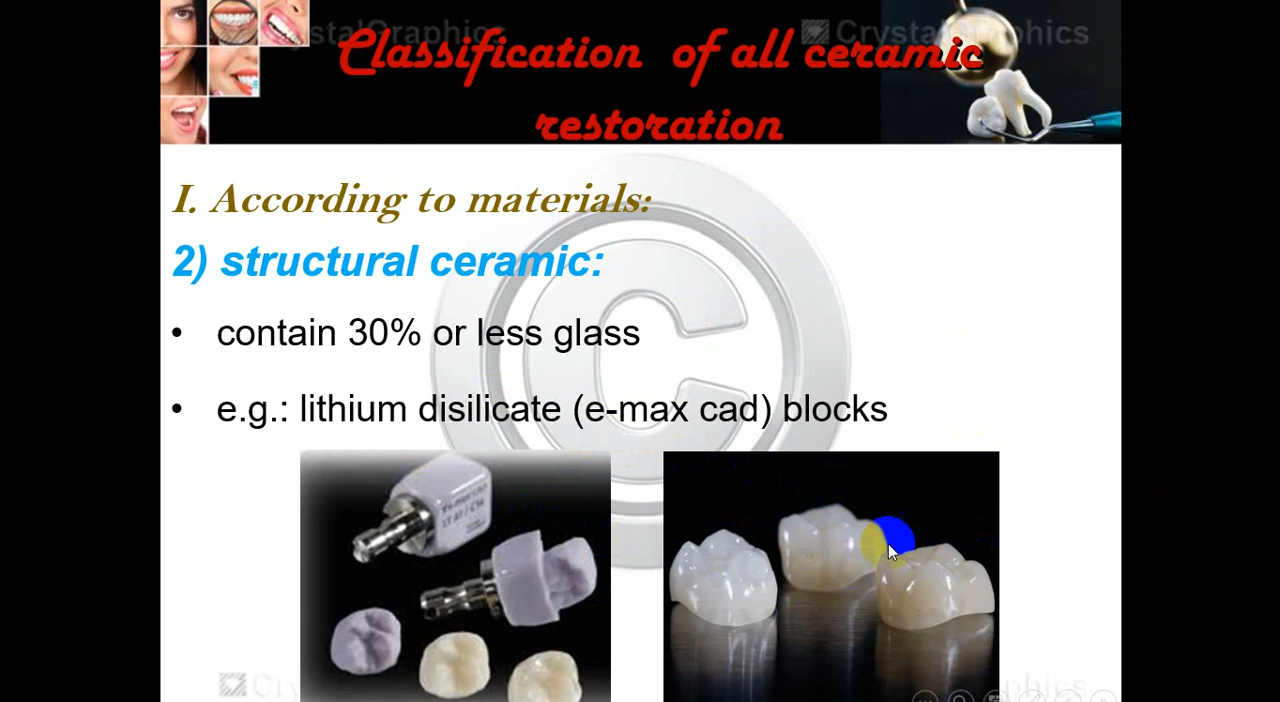 Classification of all ceramic
restoration
I. According to materials:
2) structural ceramic:
• contain 30% or less glass
• e.g.: lithium disilicate (e-max cad) blocks
CrystalGraphics